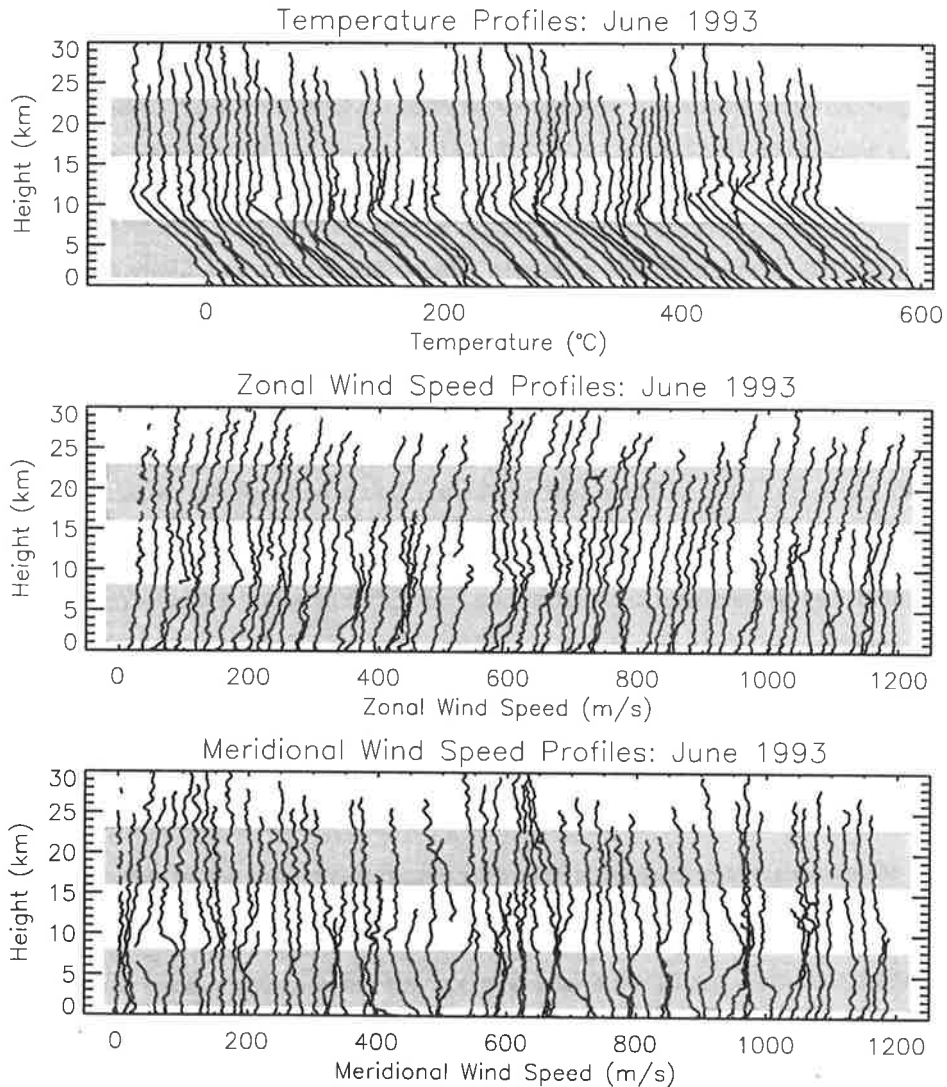 Temperature Profiles: June 1993
30
25
20
15
10
5
0
Height (km)
0 200 400 600
Temperature (°C)
Zonal Wind Speed Profiles: June 1993
30
25
20
15
10
5
0
Height (km)
0 200 400 600 800 1000 1200
Zonal Wind Speed (m/s)
Meridional Wind Speed Profiles: June 1993
30
25
20
15
10
5
0
Height (km)
0 200 400 600 800 1000 1200
Meridional Wind Speed (m/s)